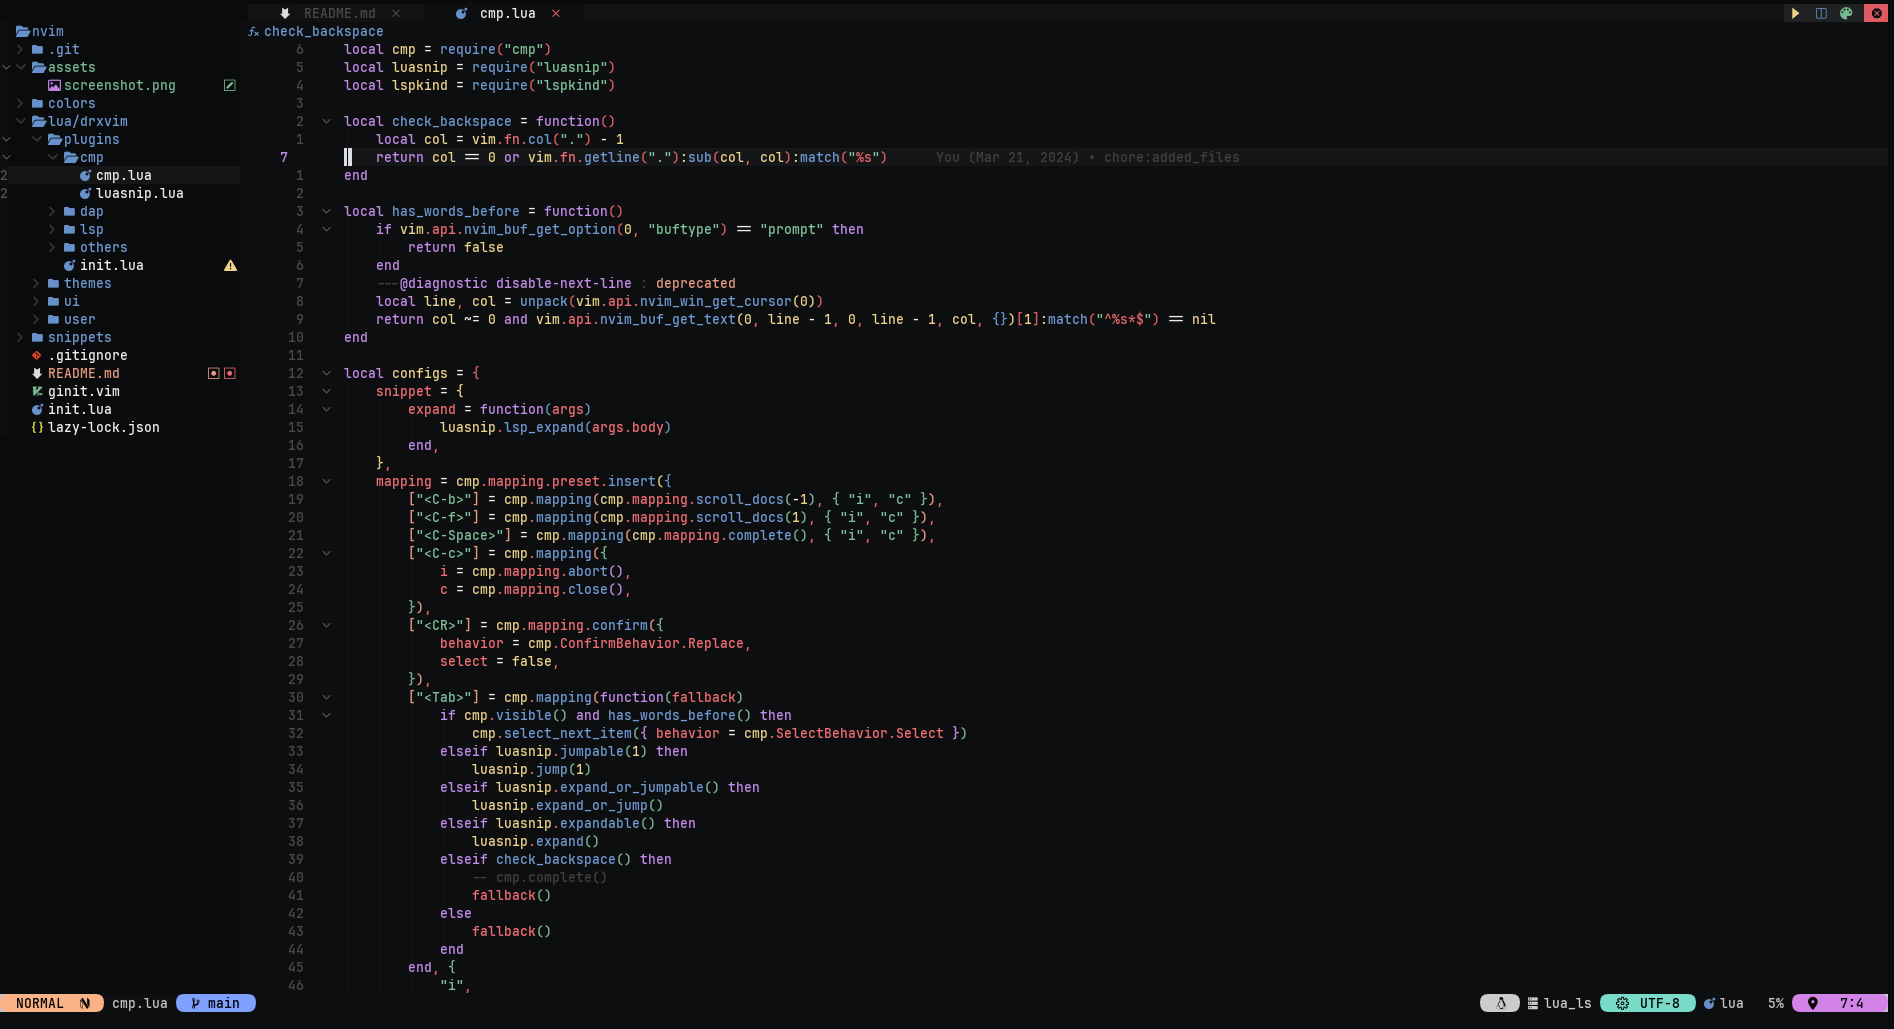 README.md ×  cmp.lua ×
nvim
.git
assets
screenshot.png
colors
lua/drxvim
plugins
cmp
2 cmp.lua
2 luasnip.lua
dap
lsp
others
init.lua
themes
ui
user
snippets
.gitignore
README.md
ginit.vim
init.lua
{} lazy-lock.json
fx check_backspace
6 local cmp = require("cmp")
5 local luasnip = require("luasnip")
4 local lspkind = require("lspkind")
3
2 local check_backspace = function()
1     local col = vim.fn.col(".") - 1
7     return col == 0 or vim.fn.getline("."):sub(col, col):match("%s")      You (Mar 21, 2024) • chore:added_files
1 end
2
3 local has_words_before = function()
4     if vim.api.nvim_buf_get_option(0, "buftype") == "prompt" then
5         return false
6     end
7     ---@diagnostic disable-next-line : deprecated
8     local line, col = unpack(vim.api.nvim_win_get_cursor(0))
9     return col ~= 0 and vim.api.nvim_buf_get_text(0, line - 1, 0, line - 1, col, {})[1]:match("^%s*$") == nil
10 end
11
12 local configs = {
13     snippet = {
14         expand = function(args)
15             luasnip.lsp_expand(args.body)
16         end,
17     },
18     mapping = cmp.mapping.preset.insert({
19         ["<C-b>"] = cmp.mapping(cmp.mapping.scroll_docs(-1), { "i", "c" }),
20         ["<C-f>"] = cmp.mapping(cmp.mapping.scroll_docs(1), { "i", "c" }),
21         ["<C-Space>"] = cmp.mapping(cmp.mapping.complete(), { "i", "c" }),
22         ["<C-c>"] = cmp.mapping({
23             i = cmp.mapping.abort(),
24             c = cmp.mapping.close(),
25         }),
26         ["<CR>"] = cmp.mapping.confirm({
27             behavior = cmp.ConfirmBehavior.Replace,
28             select = false,
29         }),
30         ["<Tab>"] = cmp.mapping(function(fallback)
31             if cmp.visible() and has_words_before() then
32                 cmp.select_next_item({ behavior = cmp.SelectBehavior.Select })
33             elseif luasnip.jumpable(1) then
34                 luasnip.jump(1)
35             elseif luasnip.expand_or_jumpable() then
36                 luasnip.expand_or_jump()
37             elseif luasnip.expandable() then
38                 luasnip.expand()
39             elseif check_backspace() then
40                 -- cmp.complete()
41                 fallback()
42             else
43                 fallback()
44             end
45         end, {
46             "i",
NORMAL  cmp.lua  main  lua_ls  UTF-8  lua  5%  7:4